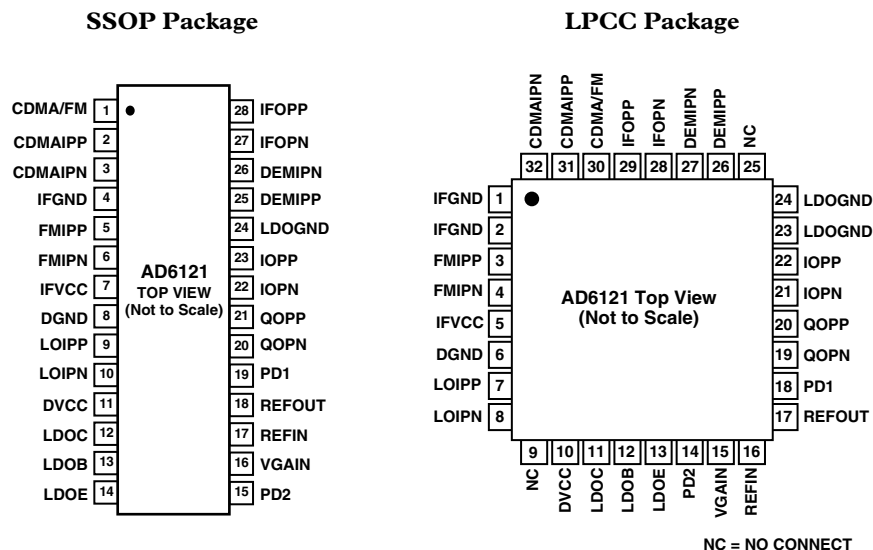 SSOP Package
CDMA/FM 1 28 IFOPP
CDMAIPP 2 27 IFOPN
CDMAIPN 3 26 DEMIPN
IFGND 4 25 DEMIPP
FMIPP 5 24 LDOGND
FMIPN 6 23 IOPP
IFVCC 7 22 IOPN
DGND 8 21 QOPP
LOIPP 9 20 QOPN
LOIPN 10 19 PD1
DVCC 11 18 REFOUT
LDOC 12 17 REFIN
LDOB 13 16 VGAIN
LDOE 14 15 PD2
AD6121
TOP VIEW
(Not to Scale)
LPCC Package
CDMAIPN CDMAIPP CDMA/FM IFOPP IFOPN DEMIPN DEMIPP NC
32 31 30 29 28 27 26 25
IFGND 1 24 LDOGND
IFGND 2 23 LDOGND
FMIPP 3 22 IOPP
FMIPN 4 21 IOPN
IFVCC 5 20 QOPP
DGND 6 19 QOPN
LOIPP 7 18 PD1
LOIPN 8 17 REFOUT
AD6121 Top View
(Not to Scale)
9 10 11 12 13 14 15 16
NC DVCC LDOC LDOB LDOE PD2 VGAIN REFIN
NC = NO CONNECT